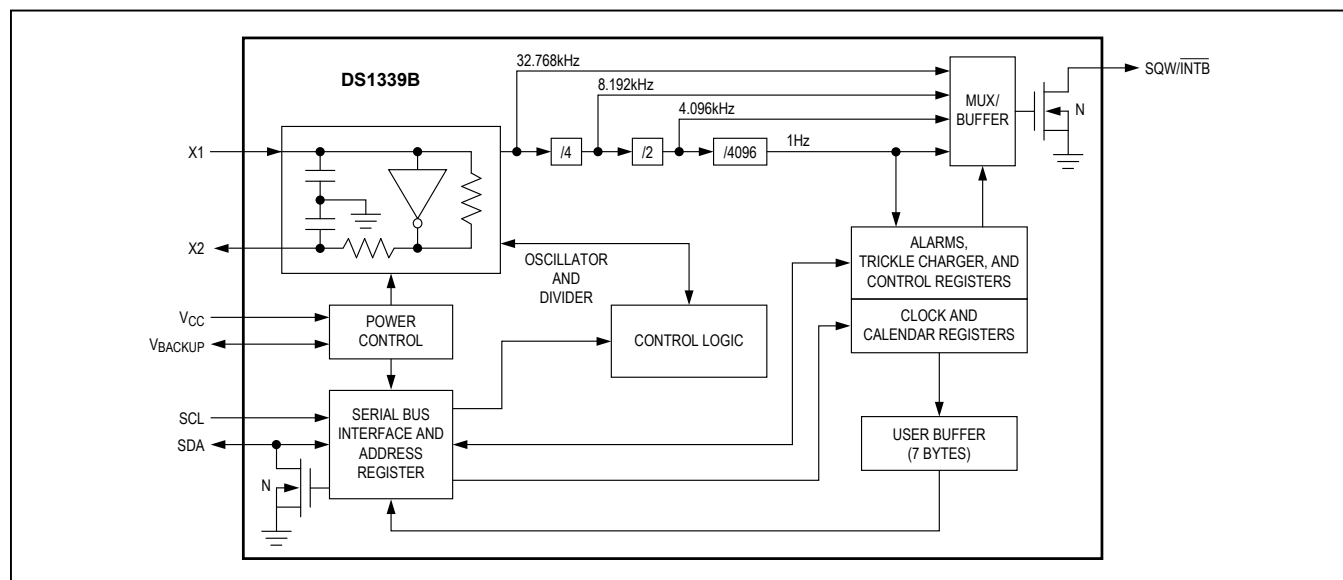 DS1339B
32.768kHz
8.192kHz
4.096kHz
1Hz
/4
/2
/4096
MUX/
BUFFER
N
SQW/INTB
X1
X2
OSCILLATOR
AND
DIVIDER
ALARMS,
TRICKLE CHARGER, AND
CONTROL REGISTERS
CLOCK AND
CALENDAR REGISTERS
VCC
VBACKUP
POWER
CONTROL
CONTROL LOGIC
SCL
SDA
SERIAL BUS
INTERFACE AND
ADDRESS
REGISTER
USER BUFFER
(7 BYTES)
N